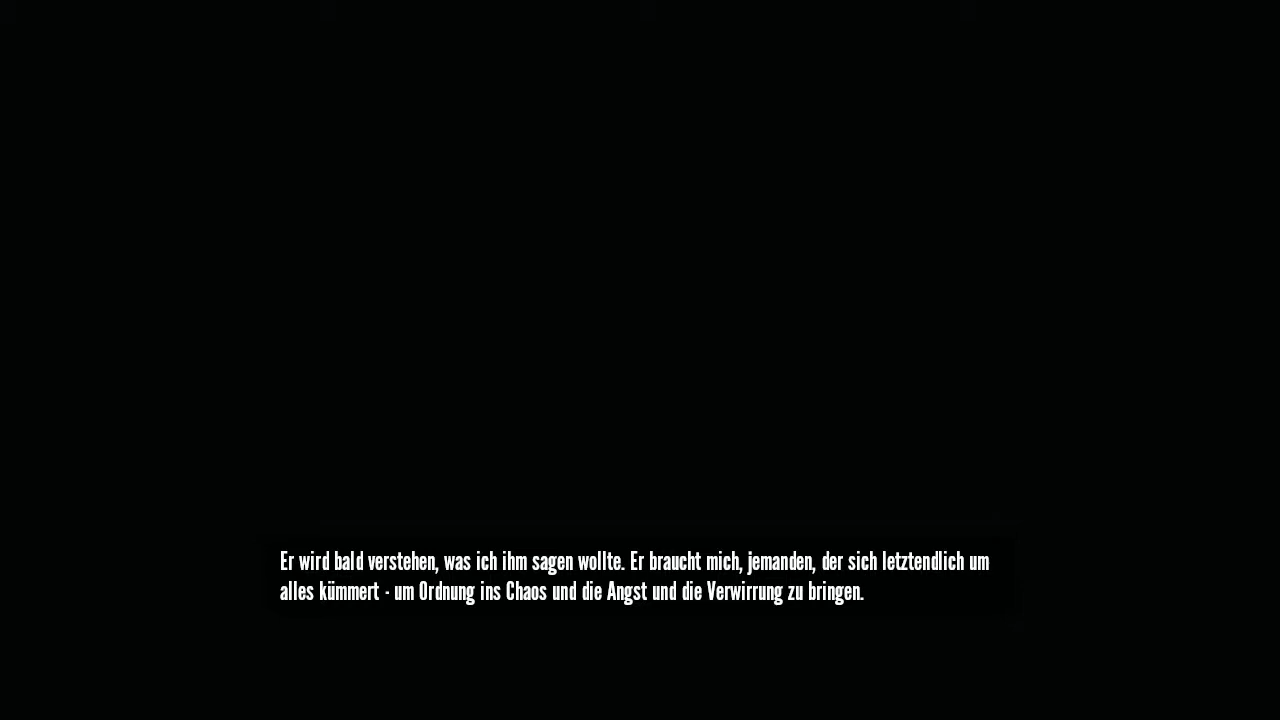 Er wird bald verstehen, was ich ihm sagen wollte. Er braucht mich, jemanden, der sich letztendlich um
alles kümmert - um Ordnung ins Chaos und die Angst und die Verwirrung zu bringen.